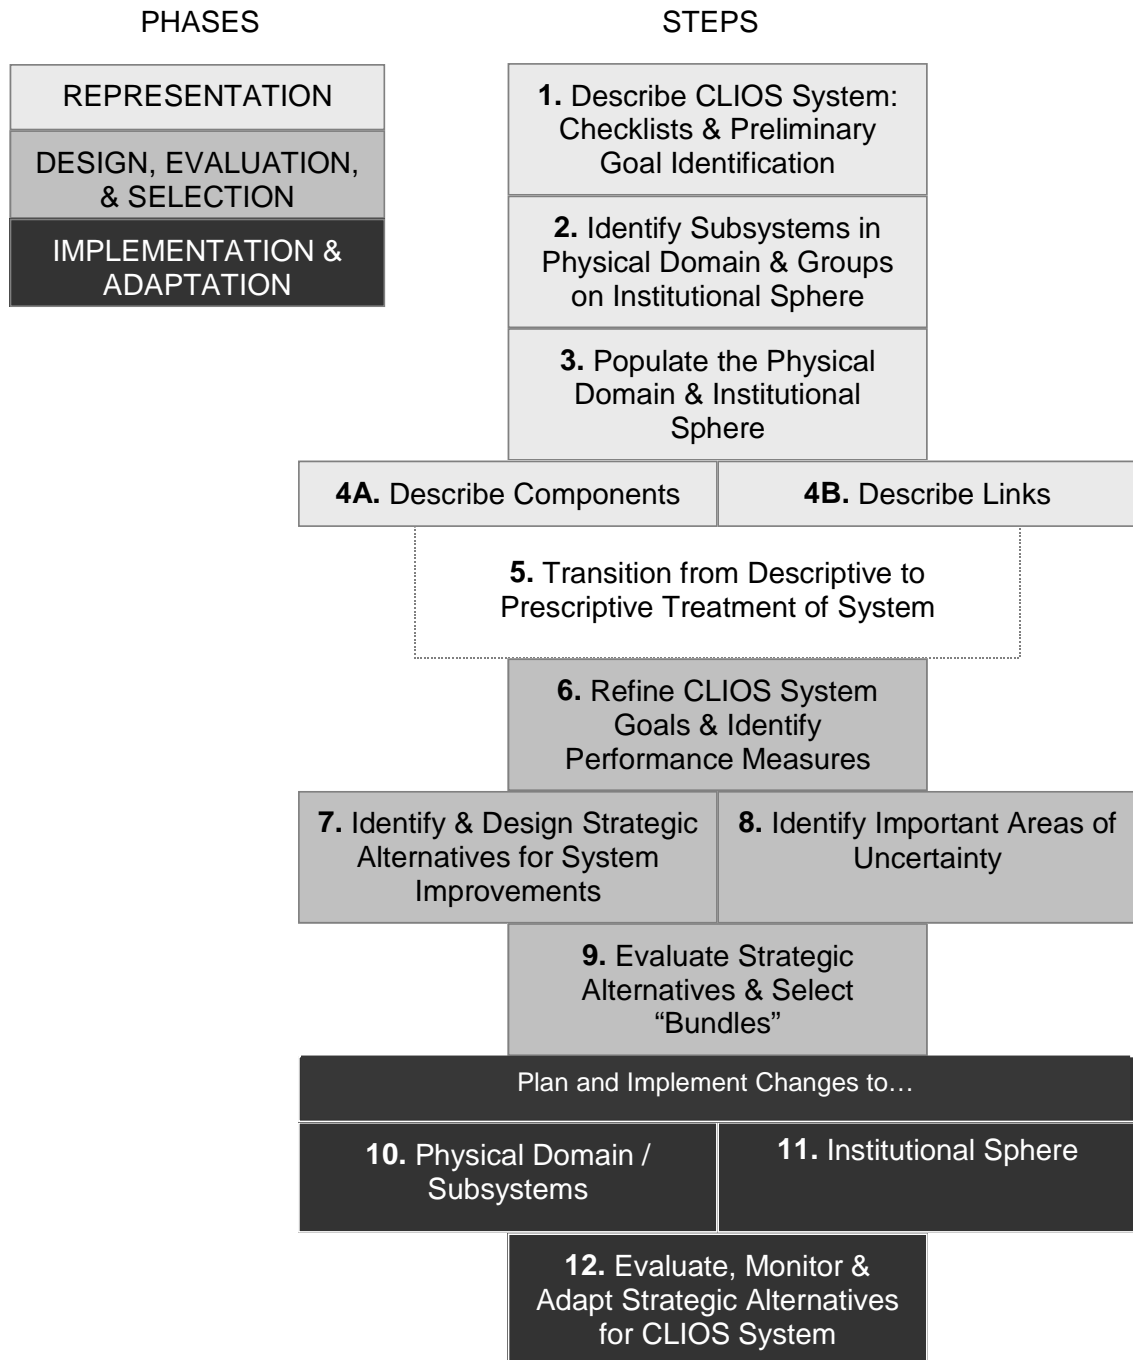 PHASES
STEPS
REPRESENTATION
DESIGN, EVALUATION,
& SELECTION
IMPLEMENTATION &
ADAPTATION
1. Describe CLIOS System:
Checklists & Preliminary
Goal Identification
2. Identify Subsystems in
Physical Domain & Groups
on Institutional Sphere
3. Populate the Physical
Domain & Institutional
Sphere
4A. Describe Components
4B. Describe Links
5. Transition from Descriptive to
Prescriptive Treatment of System
6. Refine CLIOS System
Goals & Identify
Performance Measures
7. Identify & Design Strategic
Alternatives for System
Improvements
8. Identify Important Areas of
Uncertainty
9. Evaluate Strategic
Alternatives & Select
“Bundles”
Plan and Implement Changes to…
10. Physical Domain /
Subsystems
11. Institutional Sphere
12. Evaluate, Monitor &
Adapt Strategic Alternatives
for CLIOS System